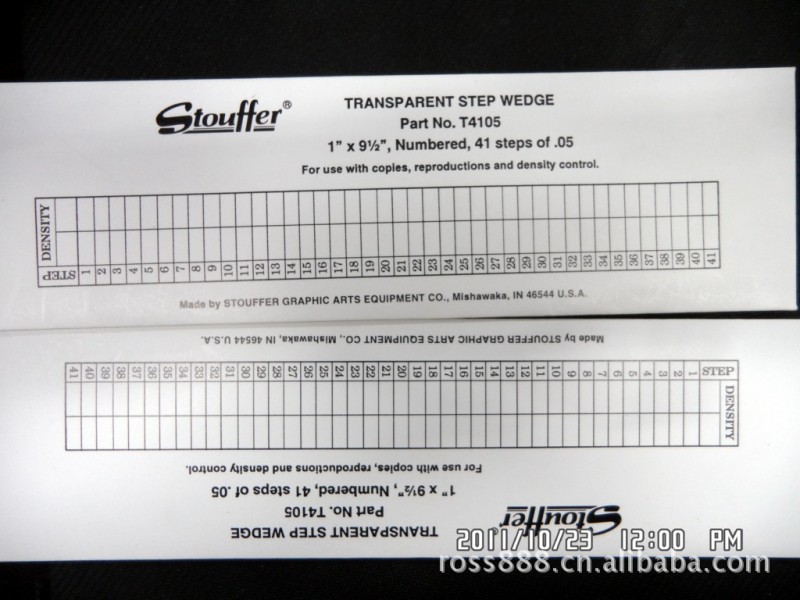 Stouffer®
TRANSPARENT STEP WEDGE
Part No. T4105
1" x 9½", Numbered, 41 steps of .05
For use with copies, reproductions and density control.
DENSITY
STEP 1 2 3 4 5 6 7 8 9 10 11 12 13 14 15 16 17 18 19 20 21 22 23 24 25 26 27 28 29 30 31 32 33 34 35 36 37 38 39 40 41
Made by STOUFFER GRAPHIC ARTS EQUIPMENT CO., Mishawaka, IN 46544 U.S.A.
Stouffer
TRANSPARENT STEP WEDGE
Part No. T4105
1" x 9½", Numbered, 41 steps of .05
For use with copies, reproductions and density control.
DENSITY
STEP 1 2 3 4 5 6 7 8 9 10 11 12 13 14 15 16 17 18 19 20 21 22 23 24 25 26 27 28 29 30 31 32 33 34 35 36 37 38 39 40 41
Made by STOUFFER GRAPHIC ARTS EQUIPMENT CO., Mishawaka, IN 46544 U.S.A.
2011/10/23 12:00 PM
ross888.cn.alibaba.com